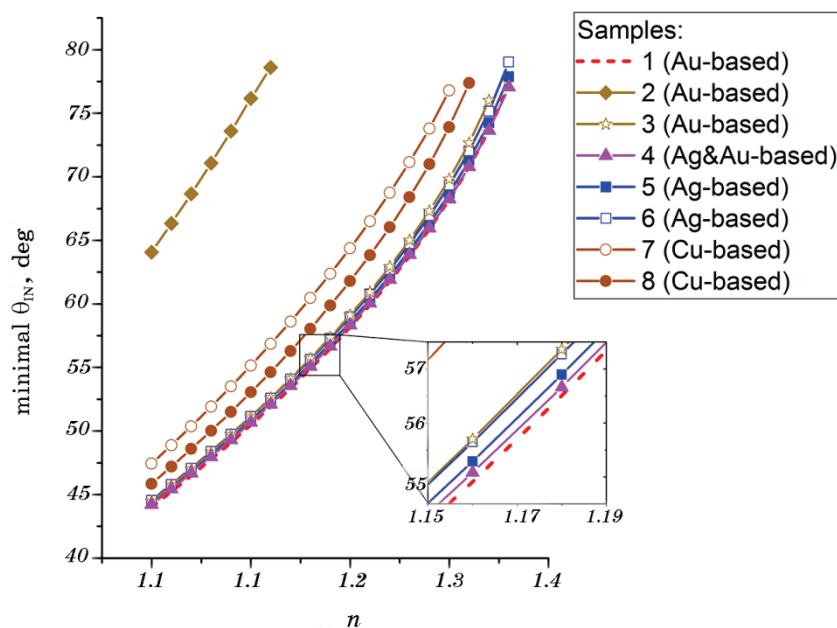 80
75
70
65
60
55
50
45
40
minimal θIN, deg
1.1
1.1
1.2
1.3
1.4
n
Samples:
1 (Au-based)
2 (Au-based)
3 (Au-based)
4 (Ag&Au-based)
5 (Ag-based)
6 (Ag-based)
7 (Cu-based)
8 (Cu-based)
57
56
55
1.15
1.17
1.19